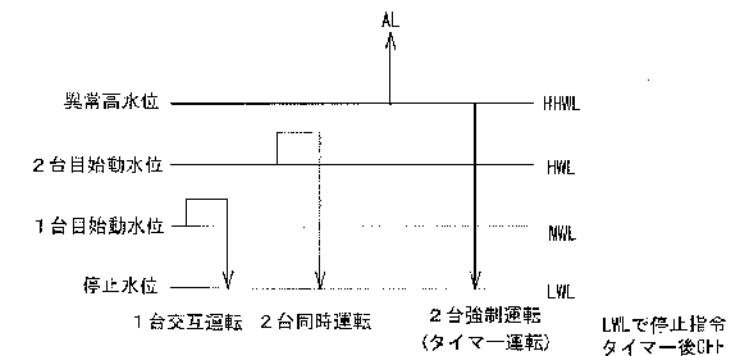 AL
異常高水位
HHWL
2台目始動水位
HWL
1台目始動水位
MWL
停止水位
LWL
1台交互運転
2台同時運転
2台強制運転
(タイマー運転)
LWLで停止指令
タイマー後OFF